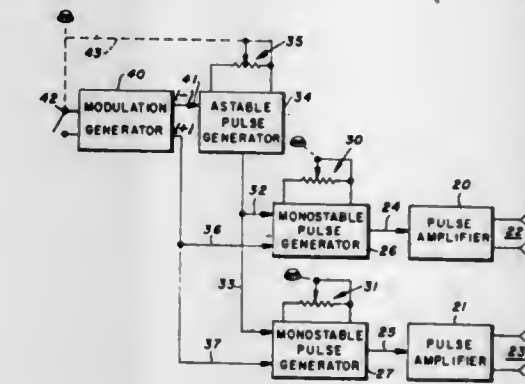 43
35
40
41
(-)
42
MODULATION
GENERATOR
(+)
ASTABLE
PULSE
GENERATOR
34
30
32
24
20
36
MONOSTABLE
PULSE
GENERATOR
26
PULSE
AMPLIFIER
22
33
31
25
21
37
MONOSTABLE
PULSE
GENERATOR
27
PULSE
AMPLIFIER
23